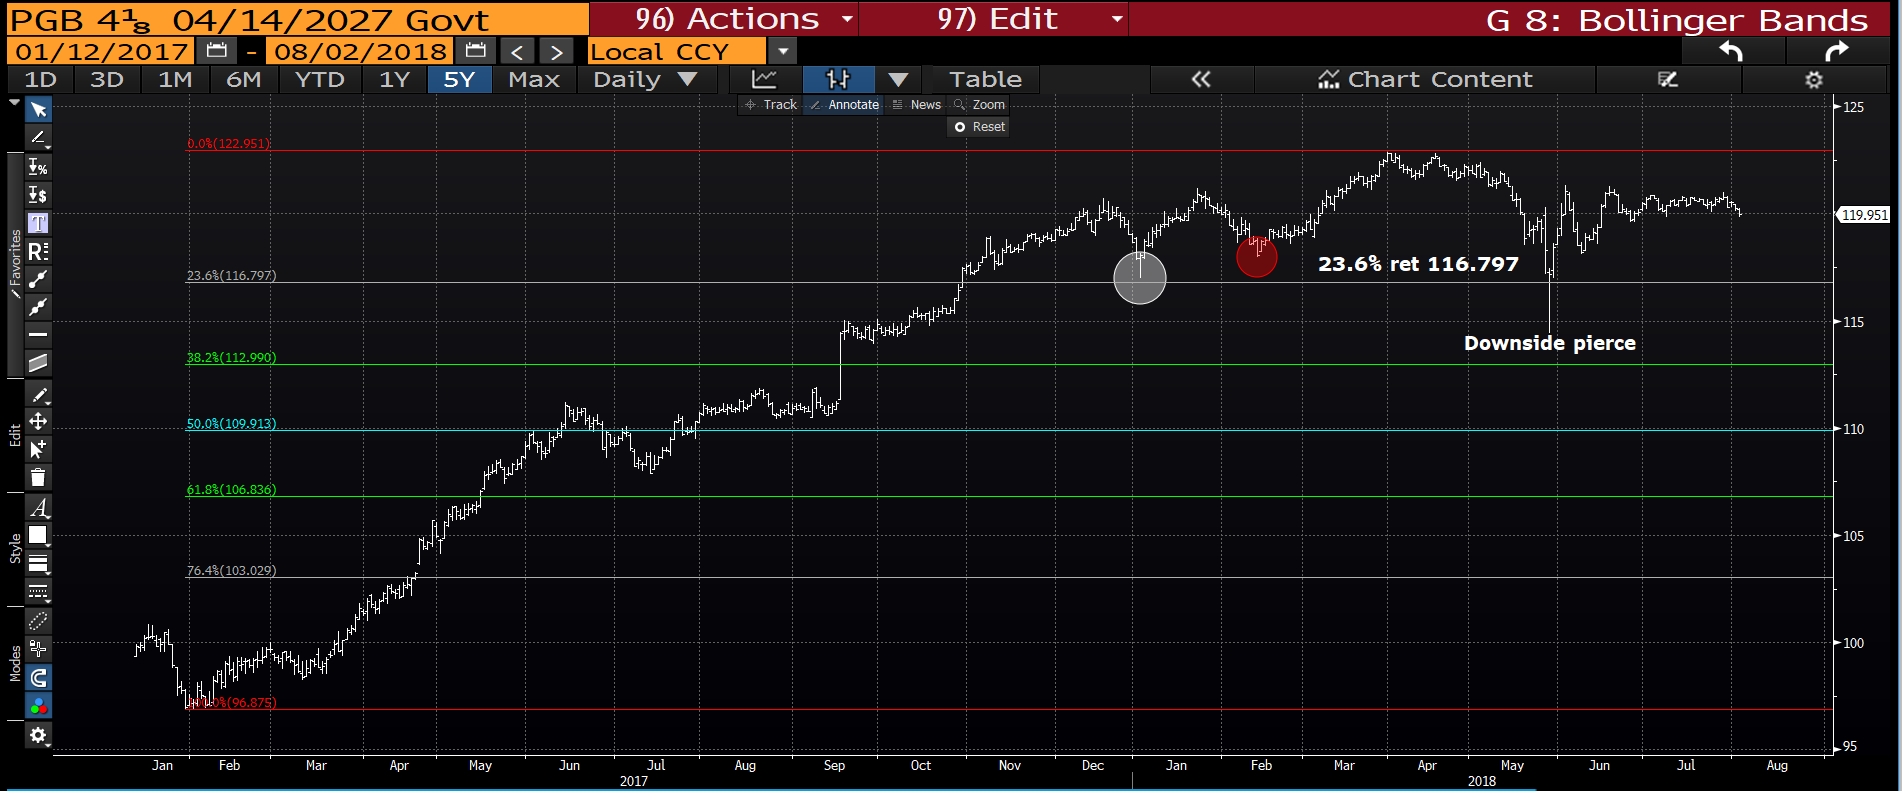 PGB 4⅛ 04/14/2027 Govt 96) Actions 97) Edit G 8: Bollinger Bands
01/12/2017 - 08/02/2018 < > Local CCY
1D 3D 1M 6M YTD 1Y 5Y Max Daily Table « Chart Content
Track Annotate News Zoom
Reset
125
0.0%(122.951)
119.951
23.6% ret 116.797
23.6%(116.797)
115
Downside pierce
38.2%(112.990)
50.0%(109.913)
110
61.8%(106.836)
105
76.4%(103.029)
100
100.0%(96.875)
95
Favorites
Edit
Style
Modes
%
$
T
R
A
Jan Feb Mar Apr May Jun Jul Aug Sep Oct Nov Dec Jan Feb Mar Apr May Jun Jul Aug
2017 2018